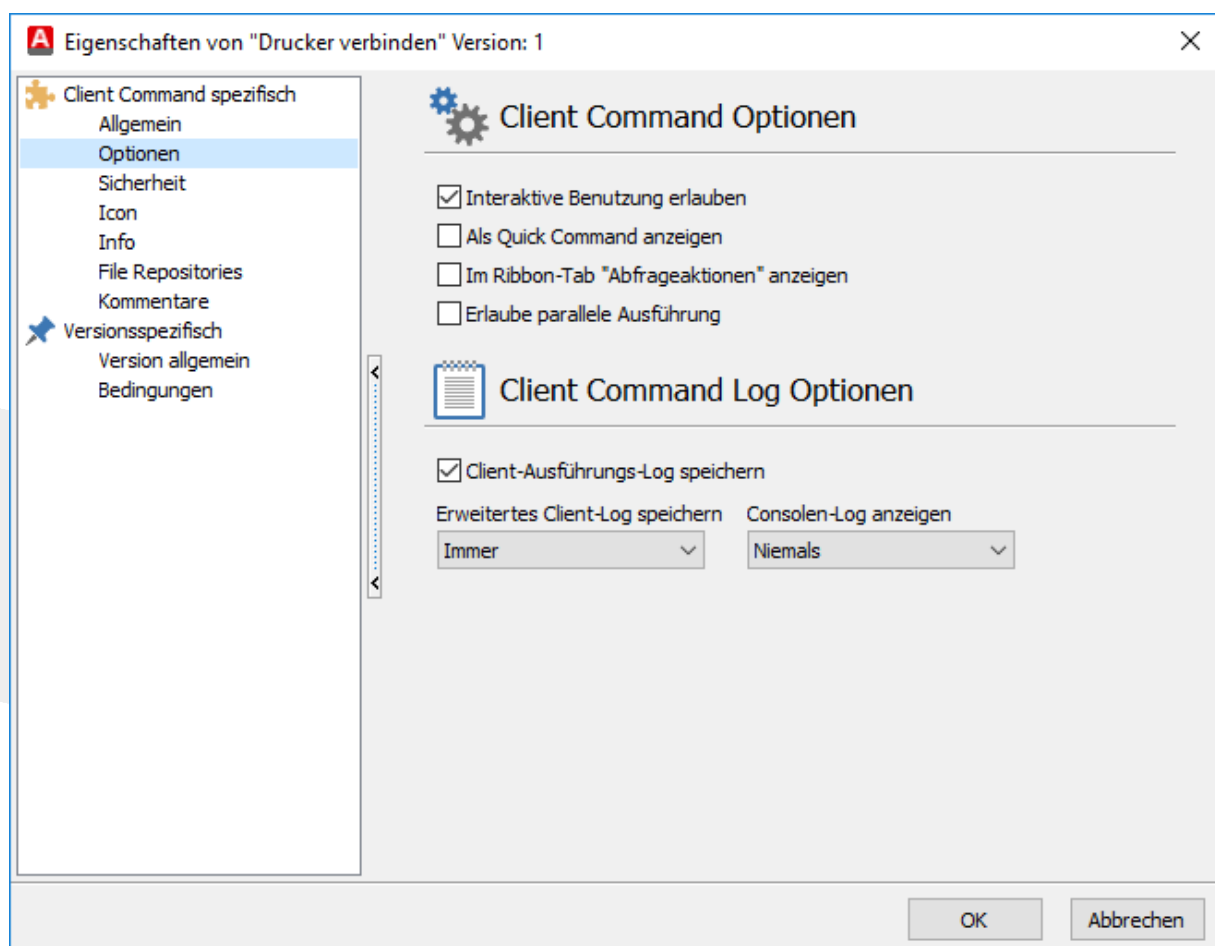 Eigenschaften von "Drucker verbinden" Version: 1
Client Command spezifisch
Allgemein
Optionen
Sicherheit
Icon
Info
File Repositories
Kommentare
Versionsspezifisch
Version allgemein
Bedingungen
Client Command Optionen
Interaktive Benutzung erlauben
Als Quick Command anzeigen
Im Ribbon-Tab "Abfrageaktionen" anzeigen
Erlaube parallele Ausführung
Client Command Log Optionen
Client-Ausführungs-Log speichern
Erweitertes Client-Log speichern Consolen-Log anzeigen
Immer Niemals
OK Abbrechen